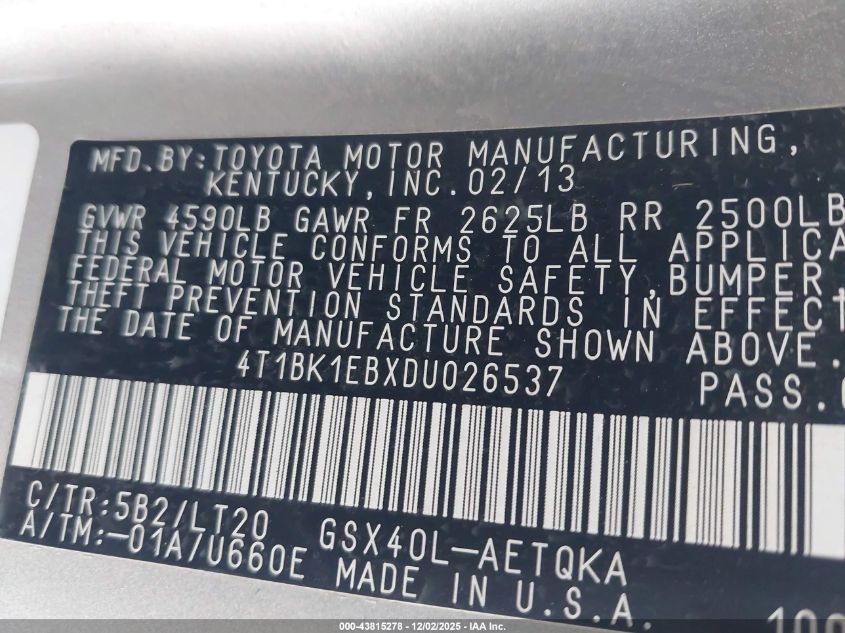 MFD.BY:TOYOTA MOTOR MANUFACTURING,
KENTUCKY,INC.02/13
GVWR 4590LB GAWR FR 2625LB RR 2500LB
THIS VEHICLE CONFORMS TO ALL APPLICA
FEDERAL MOTOR VEHICLE SAFETY,BUMPER,
THEFT PREVENTION STANDARDS IN EFFECT
THE DATE OF MANUFACTURE SHOWN ABOVE.
4T1BK1EBXDU026537 PASS.
C/TR:5B2/LT20 GSX40L-AETQKA
A/TM:-01A/U660E MADE IN U.S.A.
000-43815278 - 12/02/2025 - IAA Inc.